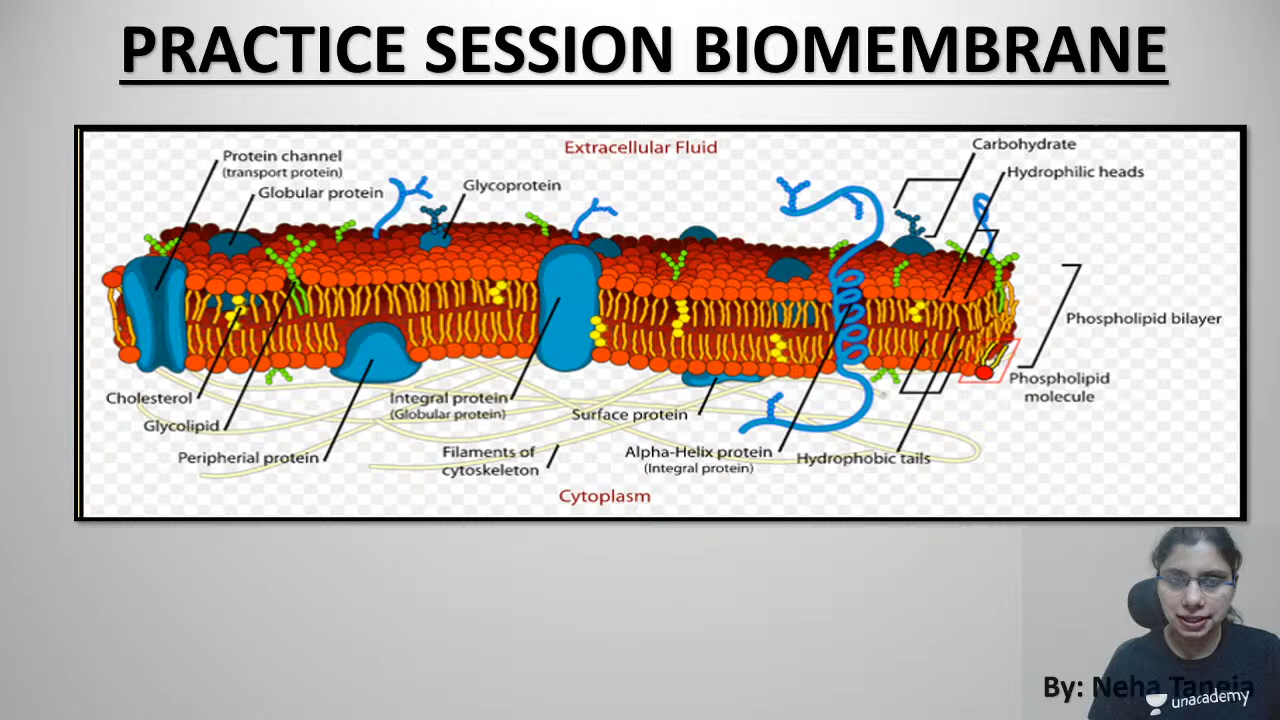 PRACTICE SESSION BIOMEMBRANE
Extracellular Fluid
Carbohydrate
Protein channel
(transport protein)
Hydrophilic heads
Globular protein
Glycoprotein
Phospholipid bilayer
Phospholipid
molecule
Cholesterol
Integral protein
(Globular protein)
Surface protein
Glycolipid
Peripherial protein
Filaments of
cytoskeleton
Alpha-Helix protein
(Integral protein)
Hydrophobic tails
Cytoplasm
By: Neha Taneja
unacademy